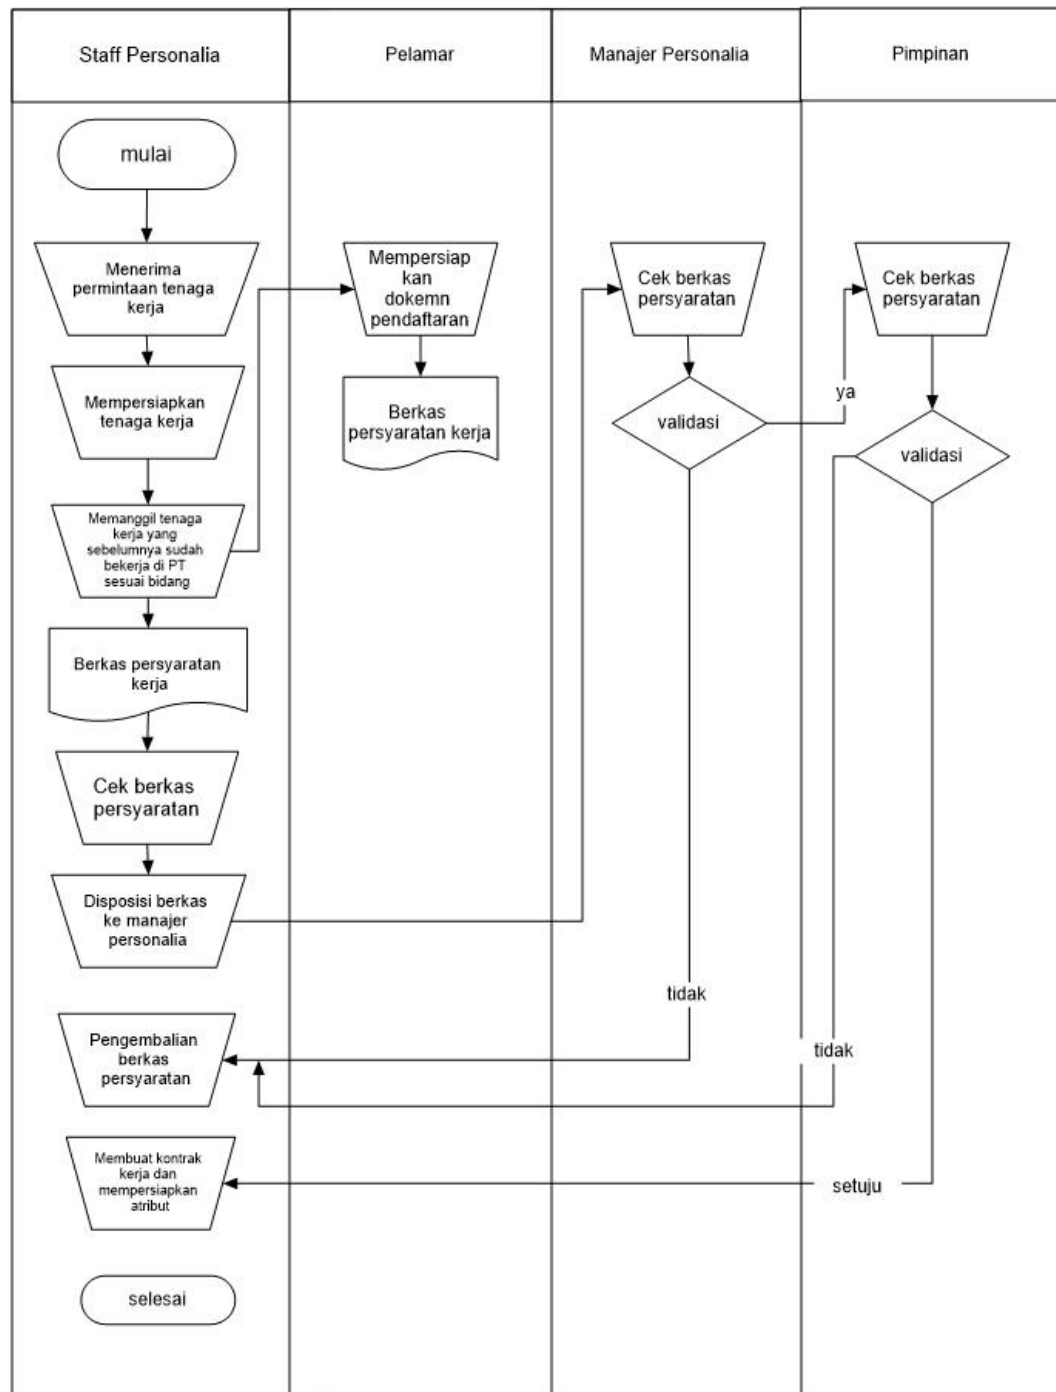 Staff Personalia
Pelamar
Manajer Personalia
Pimpinan
mulai
Menerima
permintaan tenaga
kerja
Mempersiapkan
tenaga kerja
Memanggil tenaga
kerja yang
sebelumnya sudah
bekerja di PT
sesuai bidang
Berkas persyaratan
kerja
Cek berkas
persyaratan
Disposisi berkas
ke manajer
personalia
Pengembalian
berkas
persyaratan
Membuat kontrak
kerja dan
mempersiapkan
atribut
selesai
Mempersiap
kan
dokemn
pendaftaran
Berkas
persyaratan kerja
Cek berkas
persyaratan
validasi
tidak
ya
Cek berkas
persyaratan
validasi
tidak
setuju